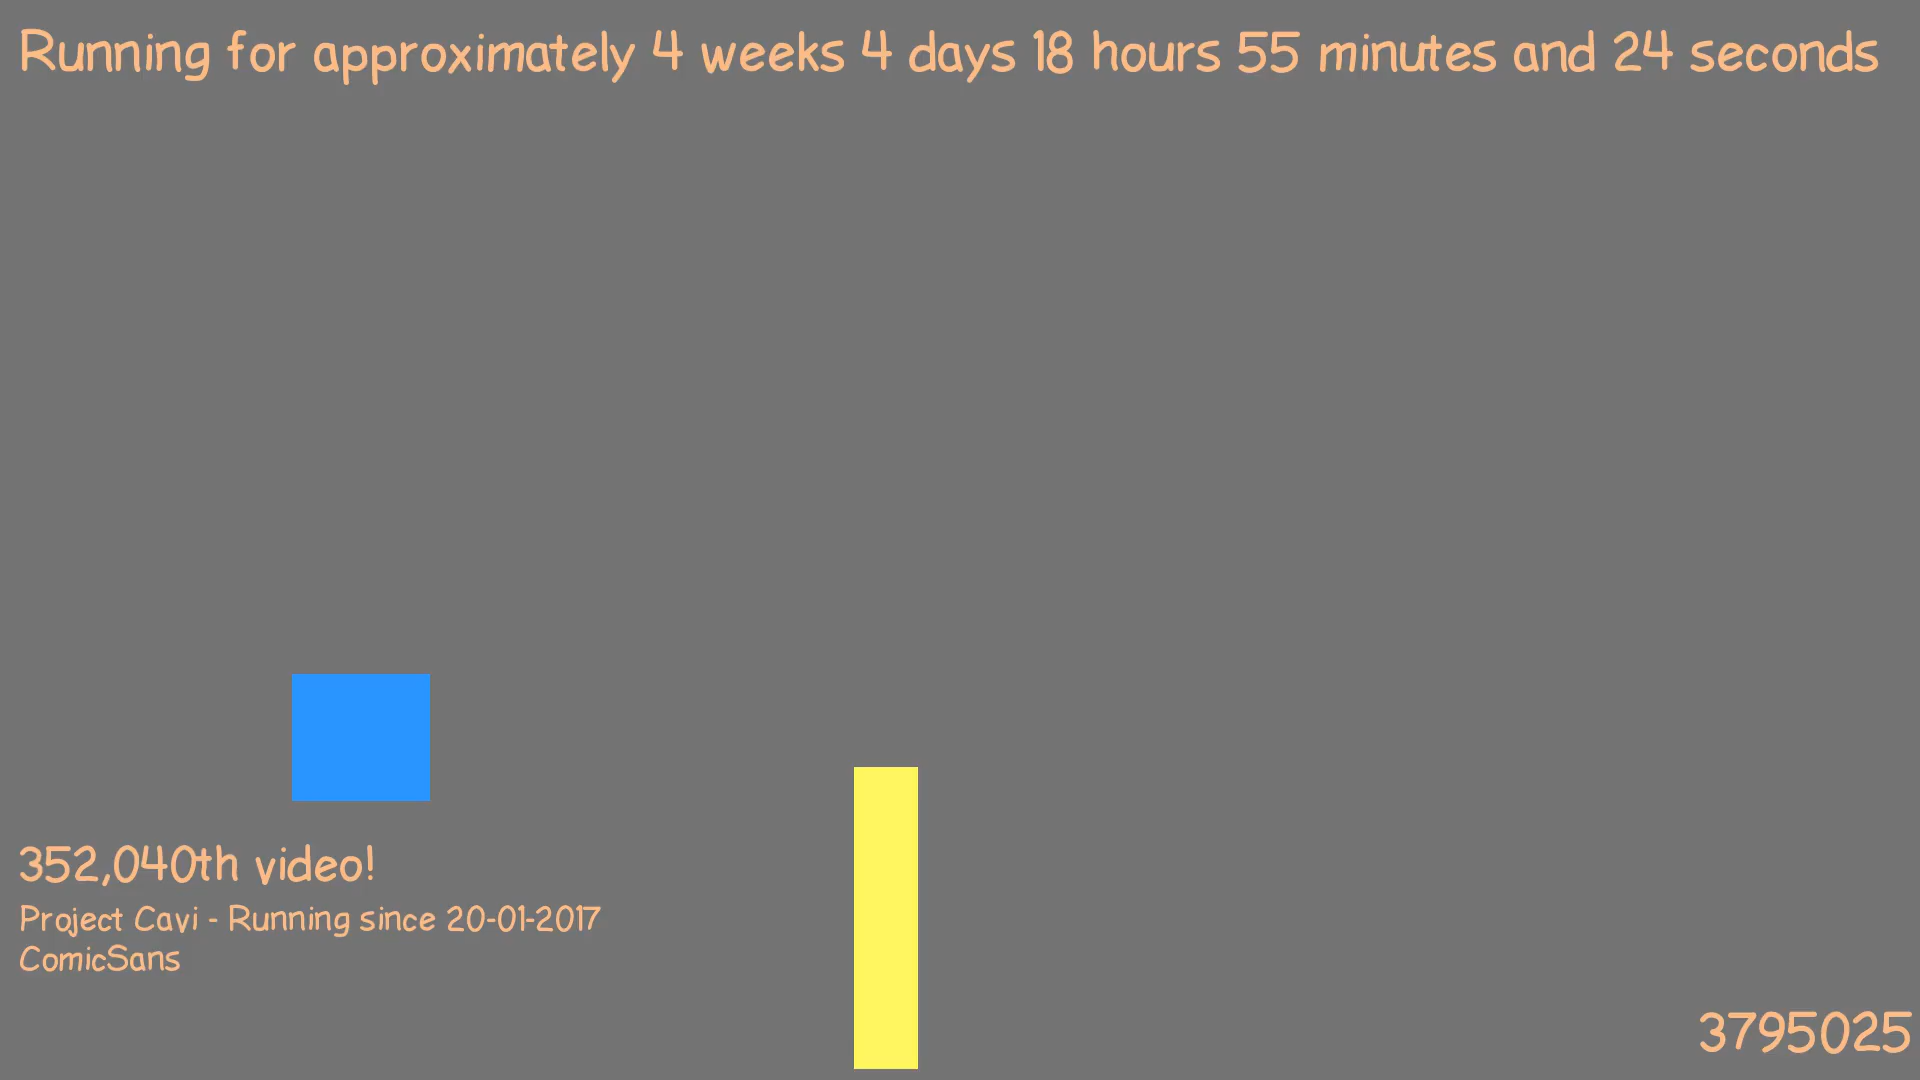 Running for approximately 4 weeks 4 days 18 hours 55 minutes and 24 seconds
352,040th video!
Project Cavi - Running since 20-01-2017
ComicSans
3795025